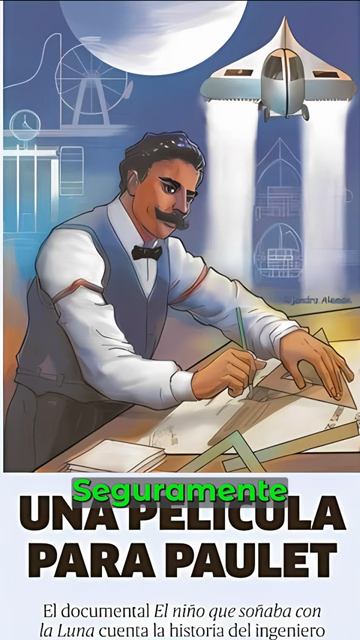 Alemán
Seguramente
UNA PELÍCULA
PARA PAULET
El documental El niño que soñaba con
la Luna cuenta la historia del ingeniero